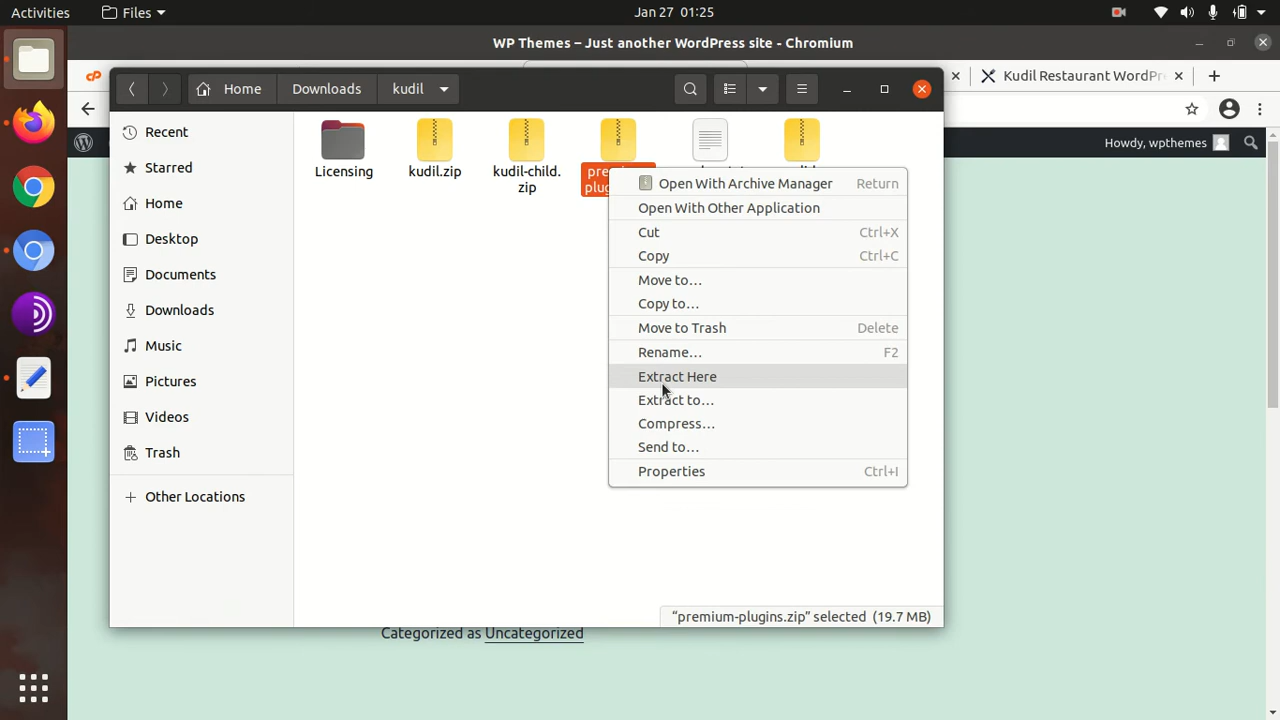 Activities
Files
Jan 27 01:25
WP Themes – Just another WordPress site - Chromium
cP
Kudil Restaurant WordPre
Home
Downloads
kudil
Howdy, wpthemes
Recent
Starred
Home
Desktop
Documents
Downloads
Music
Pictures
Videos
Trash
Other Locations
Licensing
kudil.zip
kudil-child.
zip
Open With Archive Manager Return
Open With Other Application
Cut Ctrl+X
Copy Ctrl+C
Move to…
Copy to…
Move to Trash Delete
Rename… F2
Extract Here
Extract to…
Compress…
Send to…
Properties Ctrl+I
“premium-plugins.zip” selected (19.7 MB)
Categorized as Uncategorized